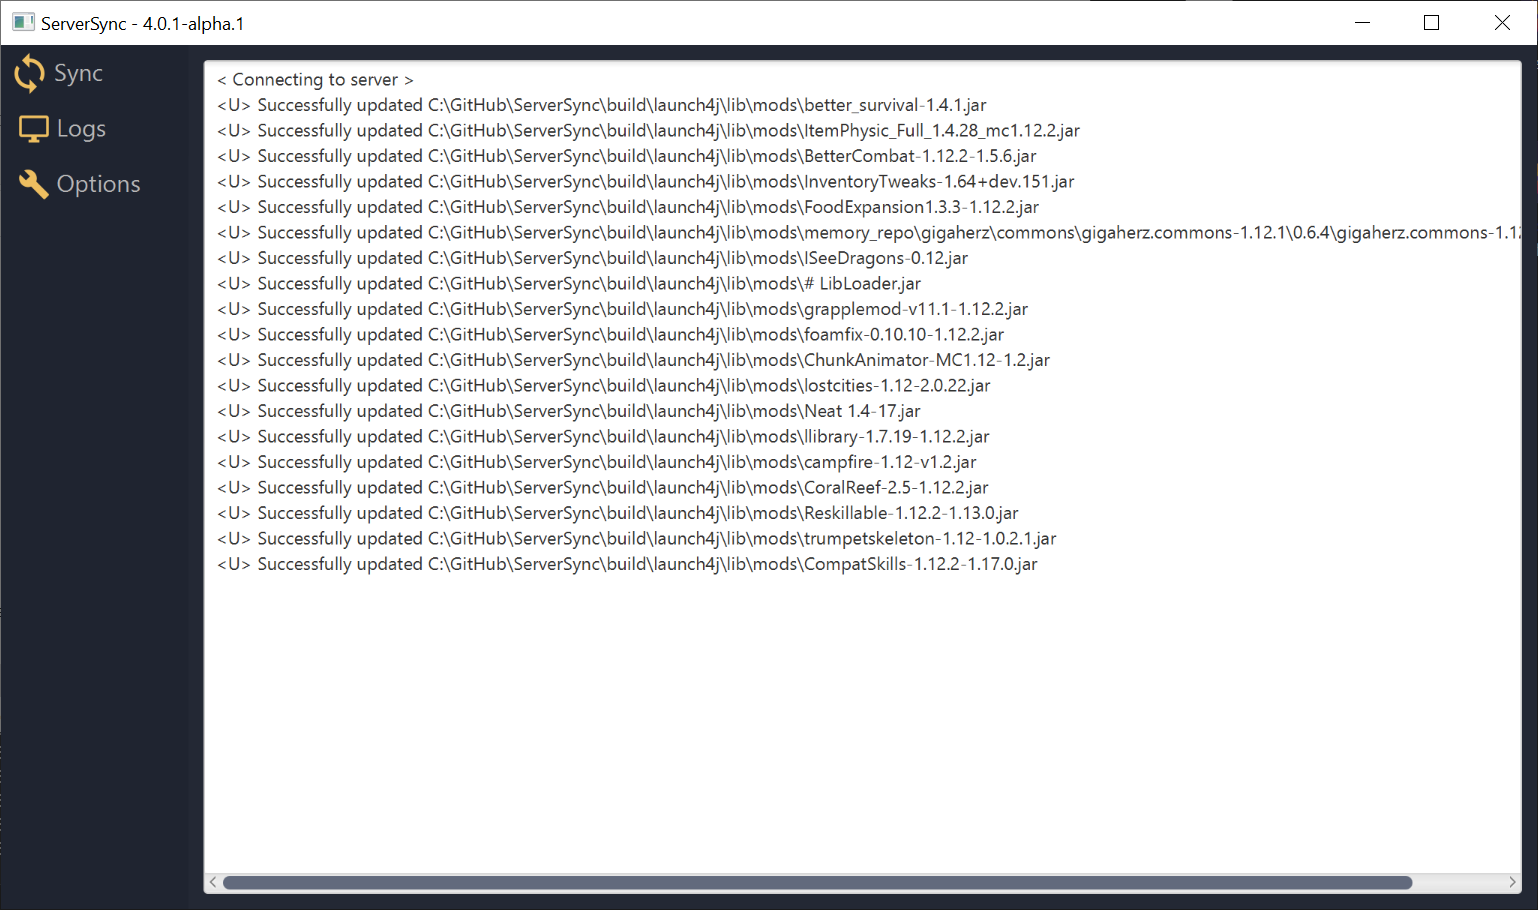 ServerSync - 4.0.1-alpha.1
Sync
Logs
Options
< Connecting to server >
<U> Successfully updated C:\GitHub\ServerSync\build\launch4j\lib\mods\better_survival-1.4.1.jar
<U> Successfully updated C:\GitHub\ServerSync\build\launch4j\lib\mods\ItemPhysic_Full_1.4.28_mc1.12.2.jar
<U> Successfully updated C:\GitHub\ServerSync\build\launch4j\lib\mods\BetterCombat-1.12.2-1.5.6.jar
<U> Successfully updated C:\GitHub\ServerSync\build\launch4j\lib\mods\InventoryTweaks-1.64+dev.151.jar
<U> Successfully updated C:\GitHub\ServerSync\build\launch4j\lib\mods\FoodExpansion1.3.3-1.12.2.jar
<U> Successfully updated C:\GitHub\ServerSync\build\launch4j\lib\mods\memory_repo\gigaherz\commons\gigaherz.commons-1.12.1\0.6.4\gigaherz.commons-1.12
<U> Successfully updated C:\GitHub\ServerSync\build\launch4j\lib\mods\ISeeDragons-0.12.jar
<U> Successfully updated C:\GitHub\ServerSync\build\launch4j\lib\mods\# LibLoader.jar
<U> Successfully updated C:\GitHub\ServerSync\build\launch4j\lib\mods\grapplemod-v11.1-1.12.2.jar
<U> Successfully updated C:\GitHub\ServerSync\build\launch4j\lib\mods\foamfix-0.10.10-1.12.2.jar
<U> Successfully updated C:\GitHub\ServerSync\build\launch4j\lib\mods\ChunkAnimator-MC1.12-1.2.jar
<U> Successfully updated C:\GitHub\ServerSync\build\launch4j\lib\mods\lostcities-1.12-2.0.22.jar
<U> Successfully updated C:\GitHub\ServerSync\build\launch4j\lib\mods\Neat 1.4-17.jar
<U> Successfully updated C:\GitHub\ServerSync\build\launch4j\lib\mods\llibrary-1.7.19-1.12.2.jar
<U> Successfully updated C:\GitHub\ServerSync\build\launch4j\lib\mods\campfire-1.12-v1.2.jar
<U> Successfully updated C:\GitHub\ServerSync\build\launch4j\lib\mods\CoralReef-2.5-1.12.2.jar
<U> Successfully updated C:\GitHub\ServerSync\build\launch4j\lib\mods\Reskillable-1.12.2-1.13.0.jar
<U> Successfully updated C:\GitHub\ServerSync\build\launch4j\lib\mods\trumpetskeleton-1.12-1.0.2.1.jar
<U> Successfully updated C:\GitHub\ServerSync\build\launch4j\lib\mods\CompatSkills-1.12.2-1.17.0.jar